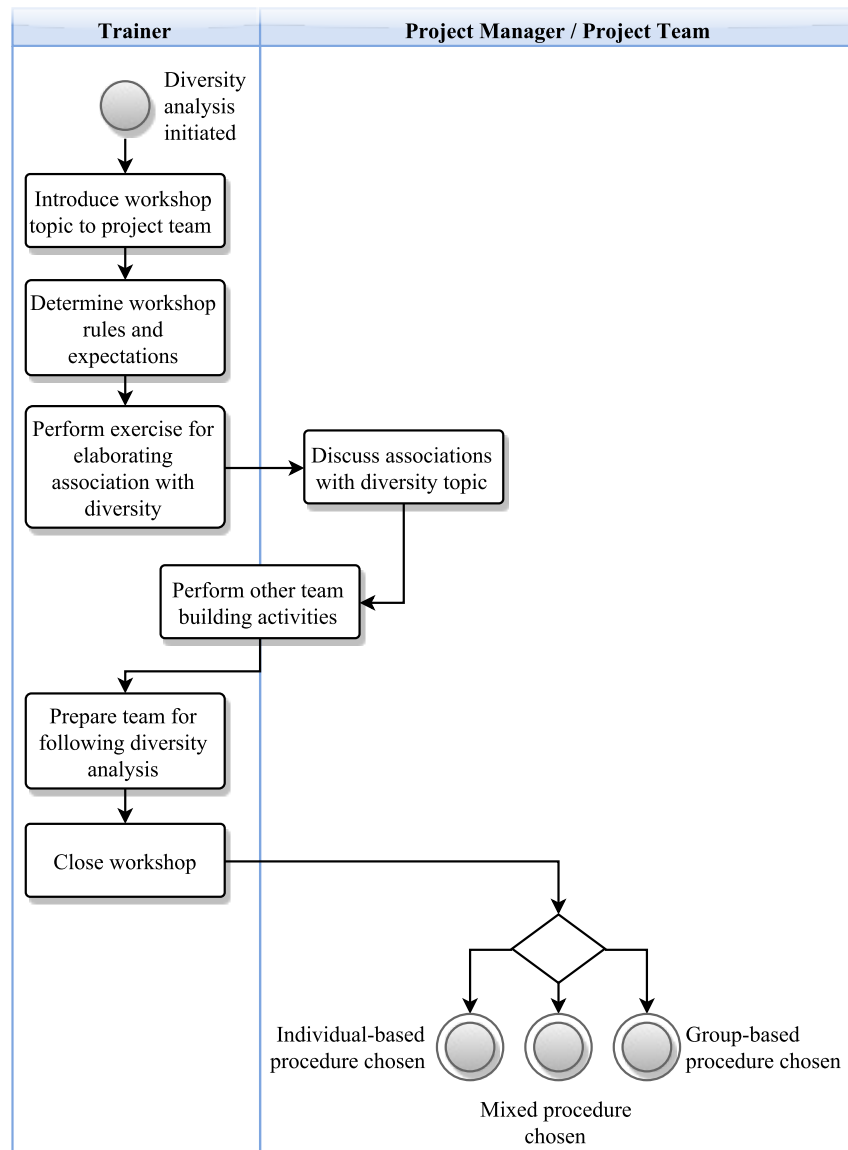 Trainer
Project Manager / Project Team
Diversity
analysis
initiated
Introduce workshop
topic to project team
Determine workshop
rules and
expectations
Perform exercise for
elaborating
association with
diversity
Discuss associations
with diversity topic
Perform other team
building activities
Prepare team for
following diversity
analysis
Close workshop
Individual-based
procedure chosen
Mixed procedure
chosen
Group-based
procedure chosen